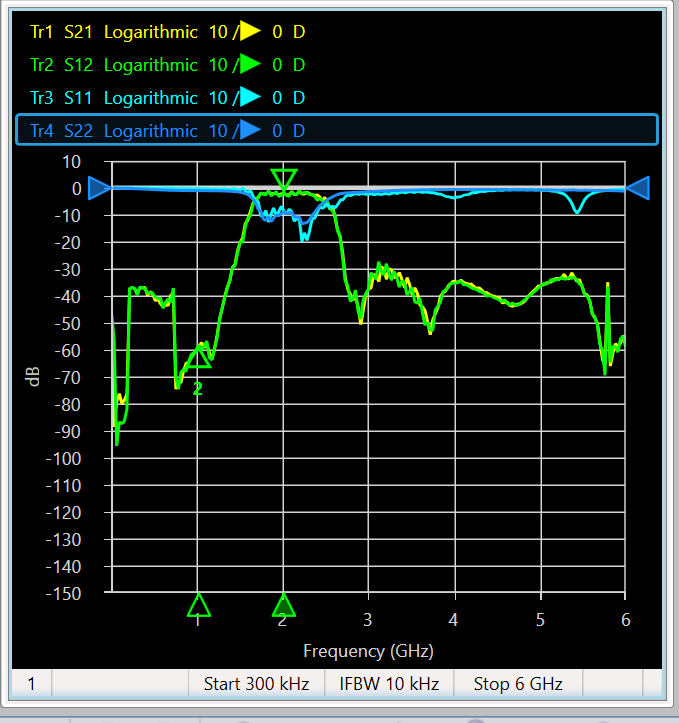 Tr1 S21 Logarithmic 10 / 0 D
Tr2 S12 Logarithmic 10 / 0 D
Tr3 S11 Logarithmic 10 / 0 D
Tr4 S22 Logarithmic 10 / 0 D
10
0
-10
-20
-30
-40
-50
-60
-70
-80
-90
-100
-110
-120
-130
-140
-150
dB
2
1 2 3 4 5 6
Frequency (GHz)
1 Start 300 kHz IFBW 10 kHz Stop 6 GHz